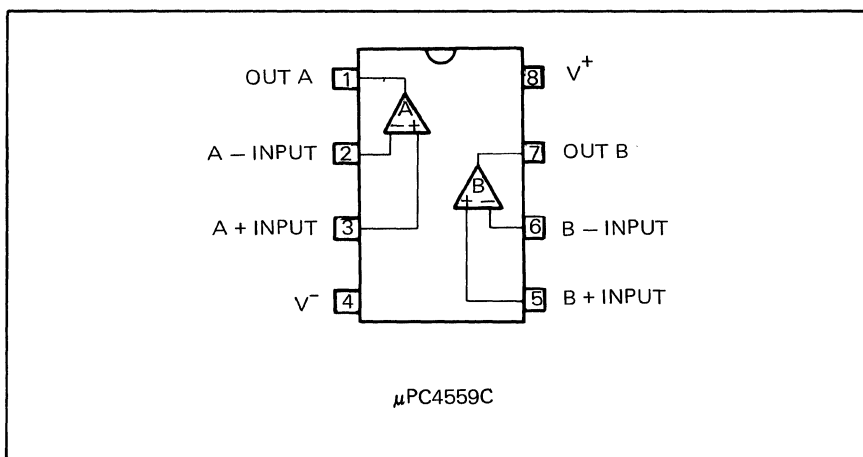 OUT A 1 8 V⁺
A
A – INPUT 2 – + 7 OUT B
B
A + INPUT 3 + – 6 B – INPUT
V⁻ 4 5 B + INPUT
μPC4559C